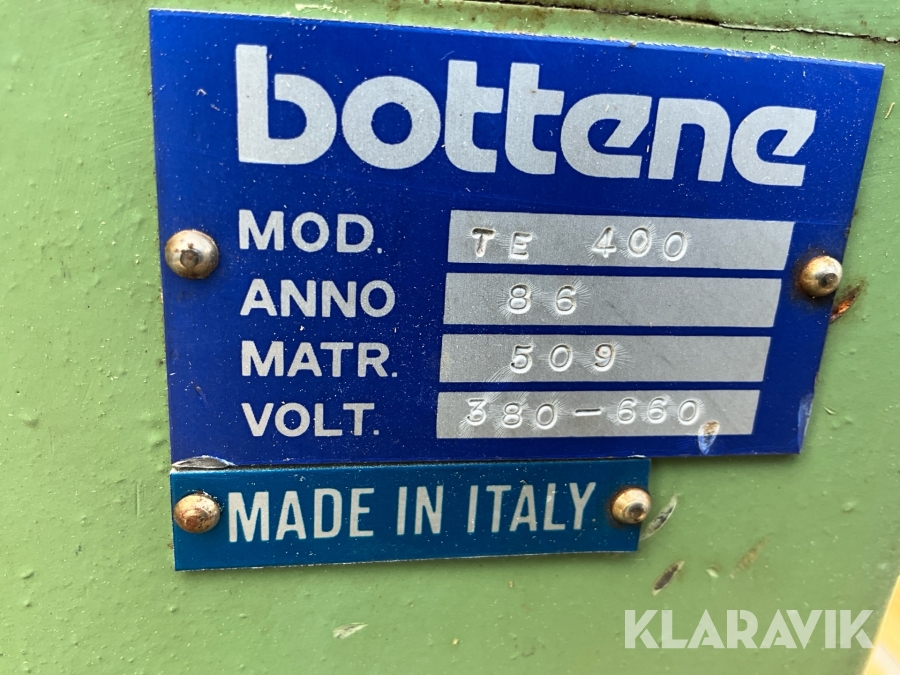 bottene
MOD. TE 400
ANNO 86
MATR. 509
VOLT. 380-660
MADE IN ITALY
KLARAVIK